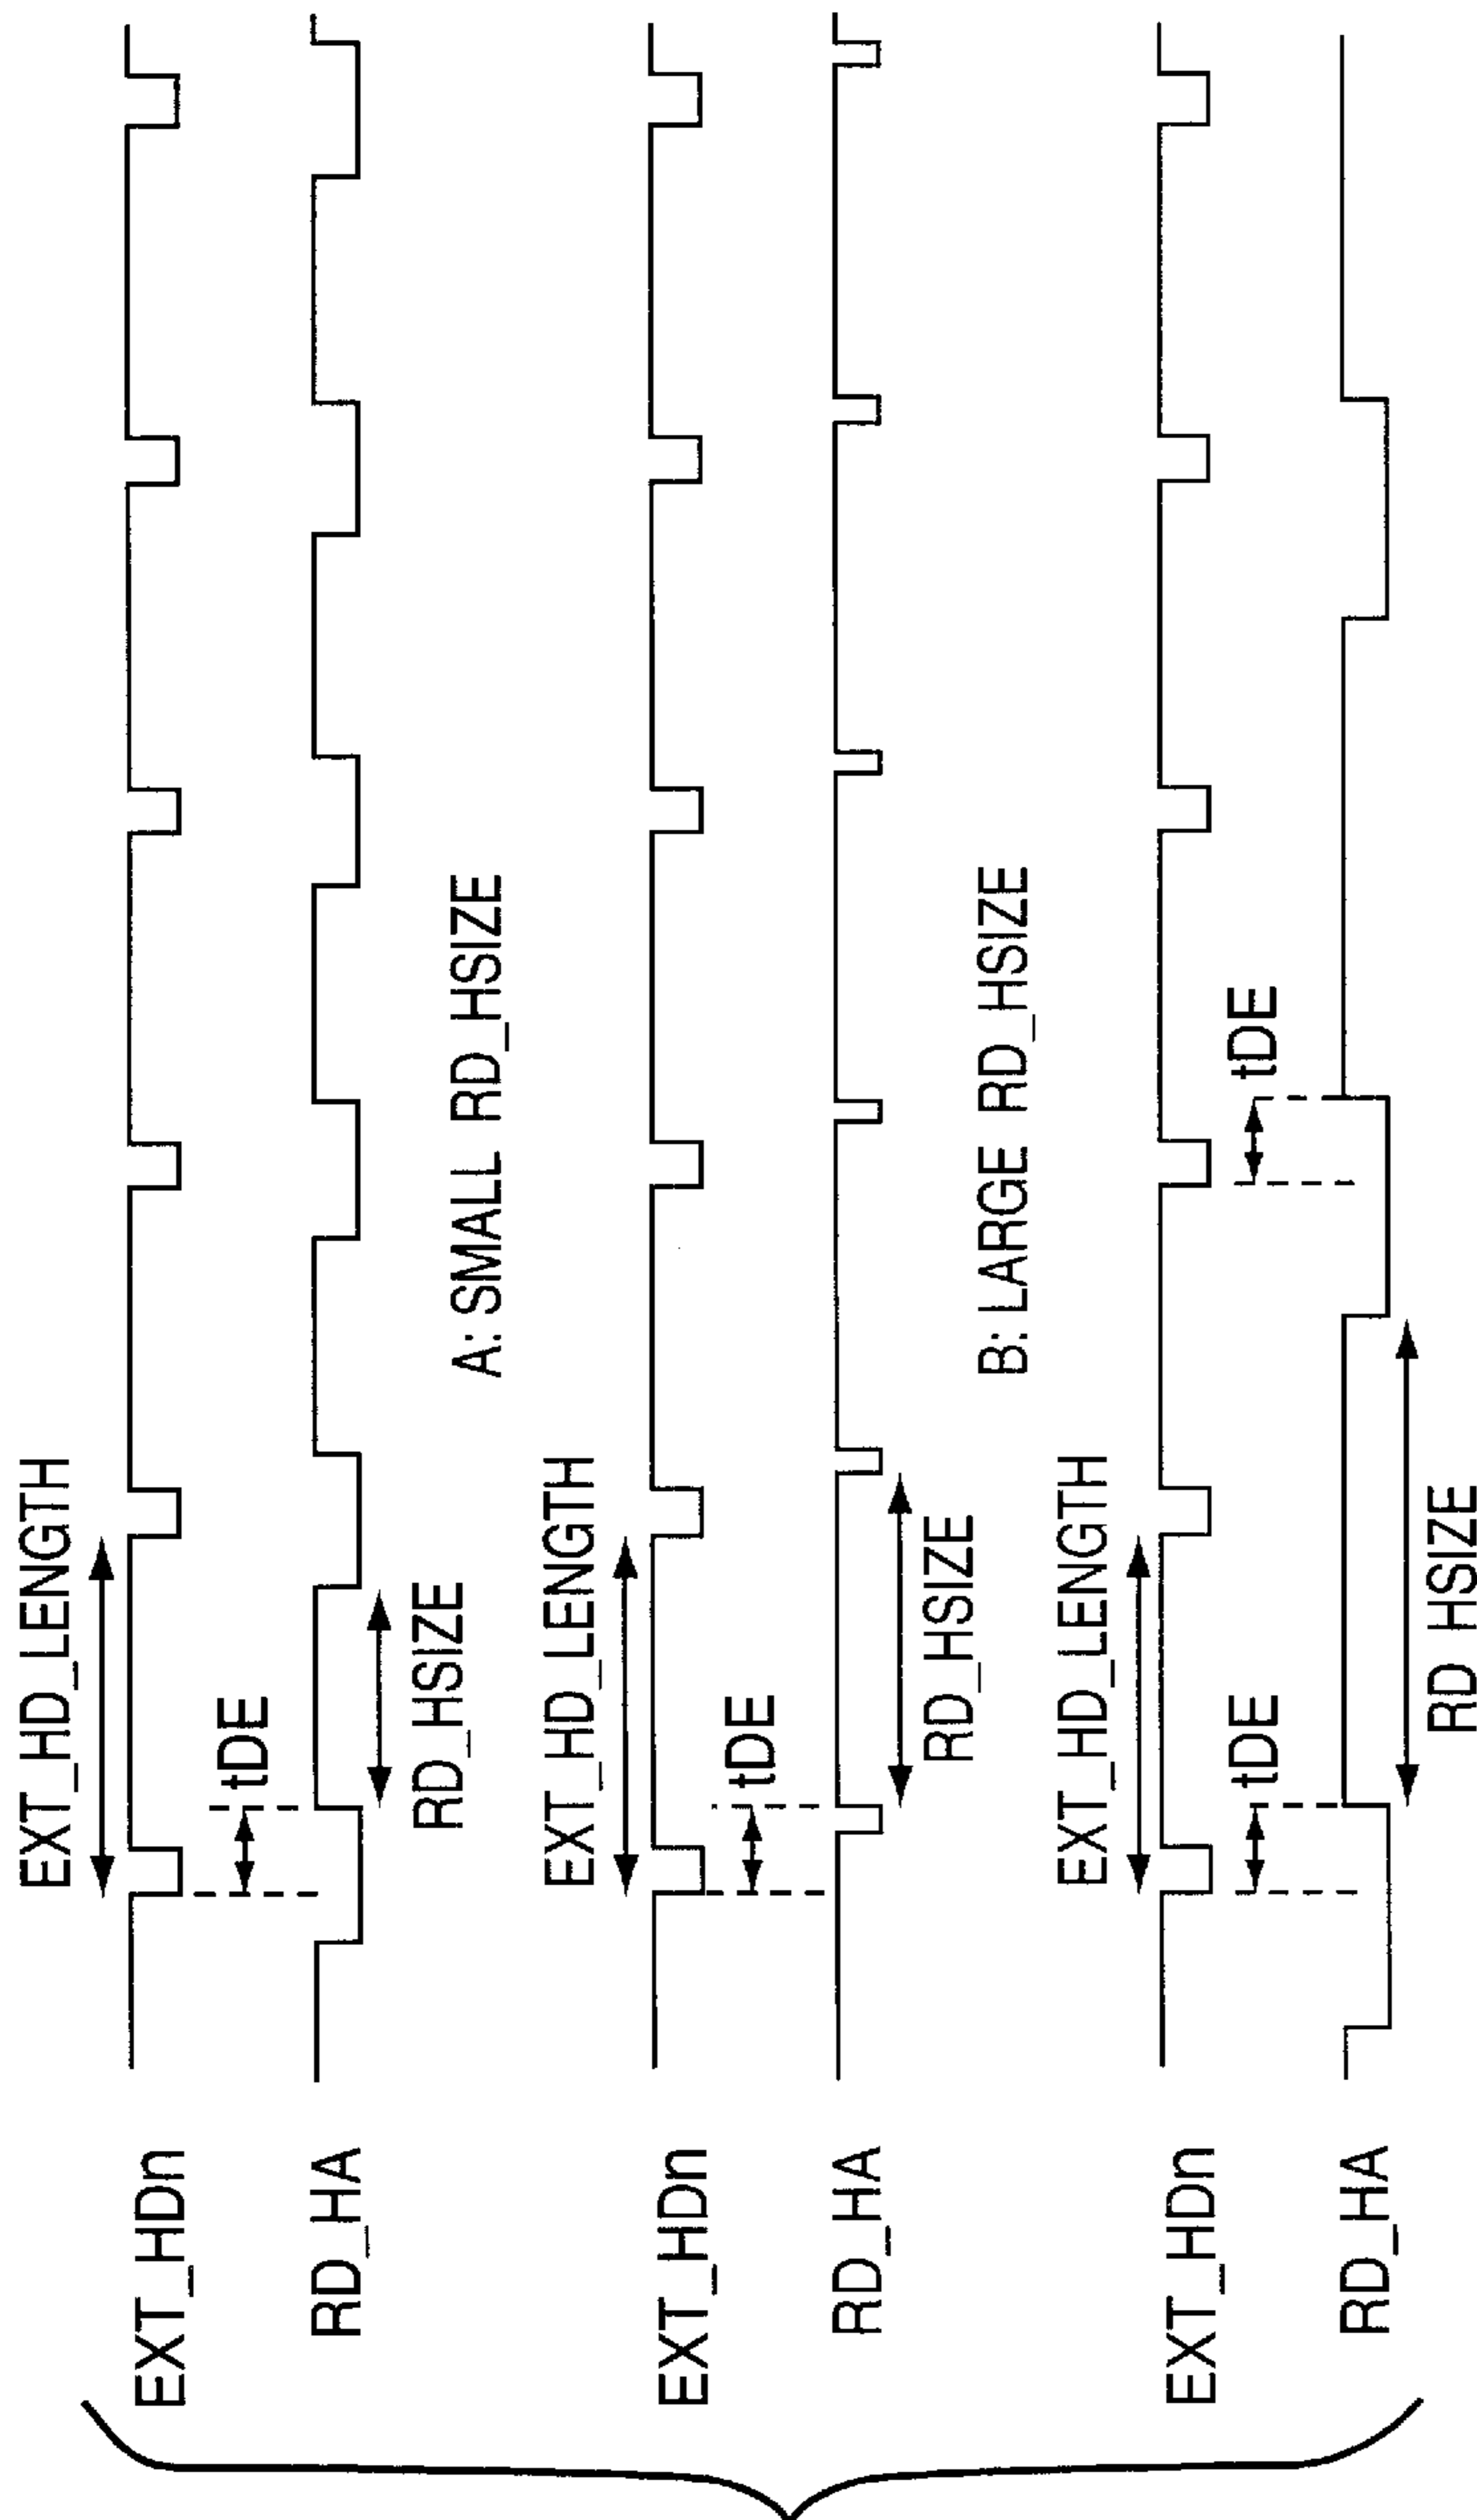 EXT_HD_LENGTH
EXT_HDn
tDE
RD_HA
RD_HSIZE
A: SMALL RD_HSIZE
EXT_HD_LENGTH
EXT_HDn
tDE
RD_HA
RD_HSIZE
B: LARGE RD_HSIZE
EXT_HD_LENGTH
EXT_HDn
tDE
tDE
RD_HA
RD_HSIZE